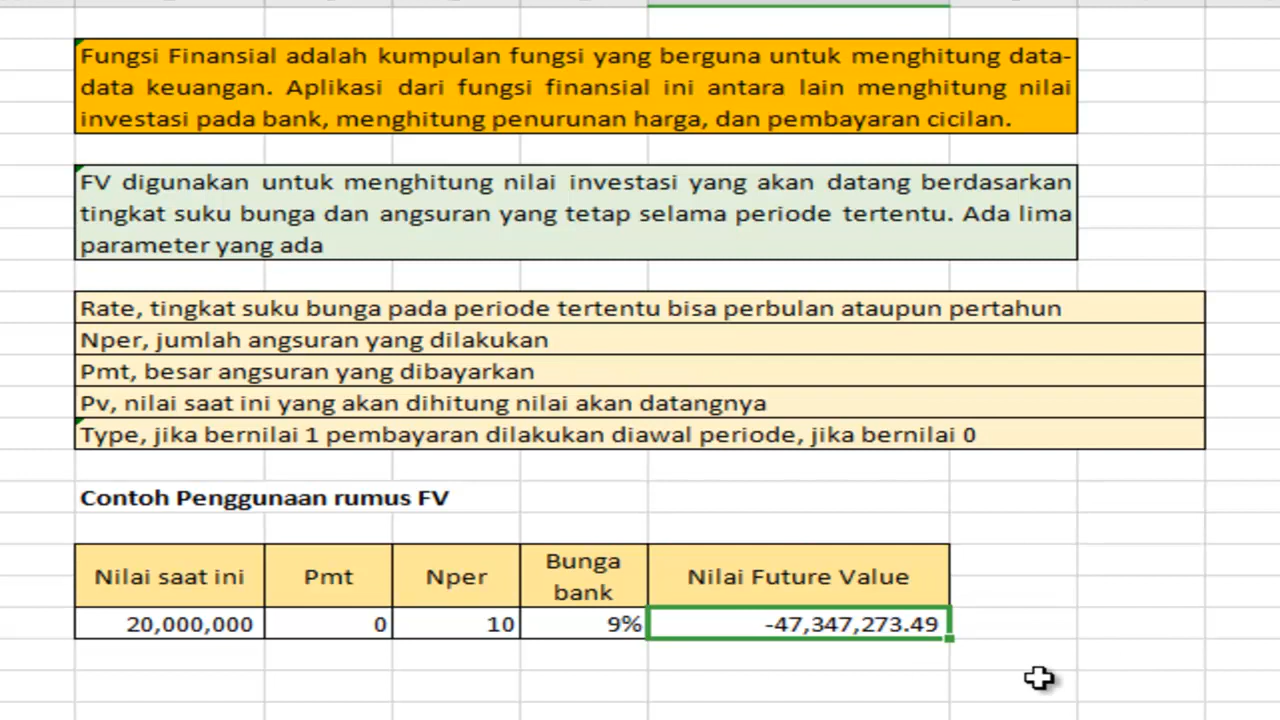 Fungsi Finansial adalah kumpulan fungsi yang berguna untuk menghitung data-
data keuangan. Aplikasi dari fungsi finansial ini antara lain menghitung nilai
investasi pada bank, menghitung penurunan harga, dan pembayaran cicilan.
FV digunakan untuk menghitung nilai investasi yang akan datang berdasarkan
tingkat suku bunga dan angsuran yang tetap selama periode tertentu. Ada lima
parameter yang ada
Rate, tingkat suku bunga pada periode tertentu bisa perbulan ataupun pertahun
Nper, jumlah angsuran yang dilakukan
Pmt, besar angsuran yang dibayarkan
Pv, nilai saat ini yang akan dihitung nilai akan datangnya
Type, jika bernilai 1 pembayaran dilakukan diawal periode, jika bernilai 0
Contoh Penggunaan rumus FV
Nilai saat ini Pmt Nper Bunga bank Nilai Future Value
20,000,000 0 10 9% -47,347,273.49